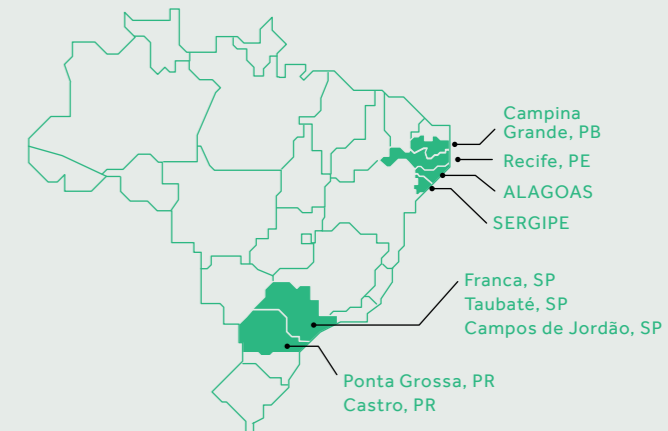 Campina
Grande, PB
Recife, PE
ALAGOAS
SERGIPE
Franca, SP
Taubaté, SP
Campos de Jordão, SP
Ponta Grossa, PR
Castro, PR